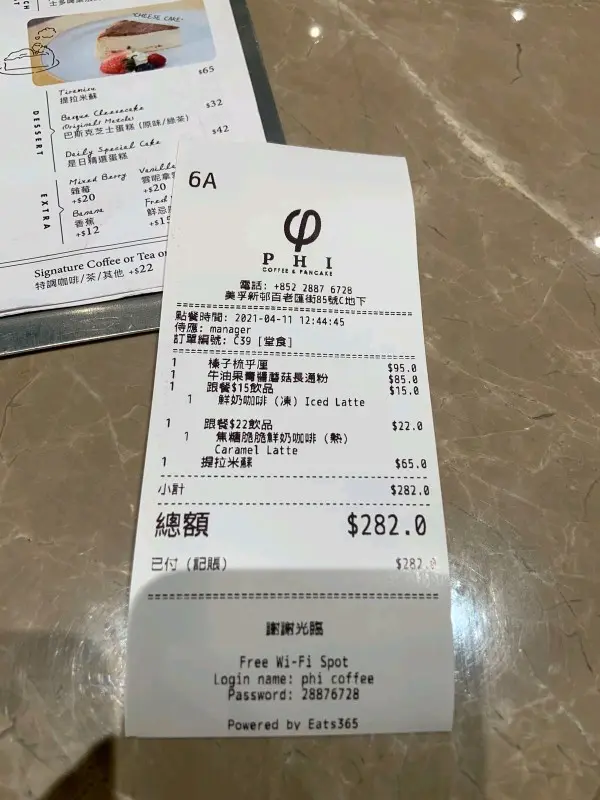 CHEESE CAKE
$65
Tiramisu
提拉米蘇
$32
Basque Cheesecake
(Original/ Matcha)
巴斯克芝士蛋糕 (原味/綠茶)
$42
Daily Special Cake
是日精選蛋糕
DESSERT
Mixed Berry
雜莓
+$20
Banana
香蕉
+$12
+$20
EXTRA
Signature Coffee or Tea or
特調咖啡/茶/其他 +$22
6A
PHI
COFFEE & PANCAKE
電話: +852 2887 6728
美孚新邨百老匯街85號C地下
點餐時間: 2021-04-11 12:44:45
侍應: manager
訂單編號: C39 [堂食]
1 榛子梳乎厘 $95.0
1 牛油果青醬蘑菇長通粉 $85.0
1 跟餐$15飲品 $15.0
1 鮮奶咖啡 (凍) Iced Latte
1 跟餐$22飲品 $22.0
1 焦糖脆脆鮮奶咖啡 (熱)
Caramel Latte
1 提拉米蘇 $65.0
小計 $282.0
總額 $282.0
已付 (記賬) $282.0
謝謝光臨
Free Wi-Fi Spot
Login name: phi coffee
Password: 28876728
Powered by Eats365